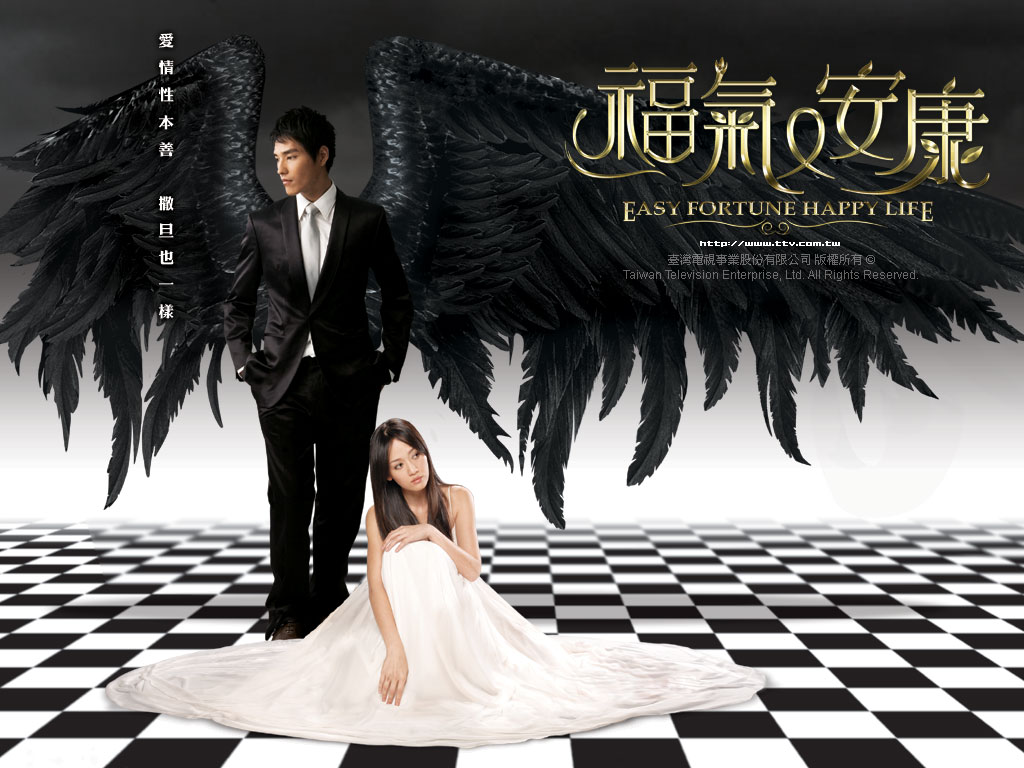 愛情性本善 撒旦也一樣
福氣又安康
EASY FORTUNE HAPPY LIFE
http://www.ttv.com.tw
臺灣電視事業股份有限公司 版權所有 ©
Taiwan Television Enterprise, Ltd. All Rights Reserved.